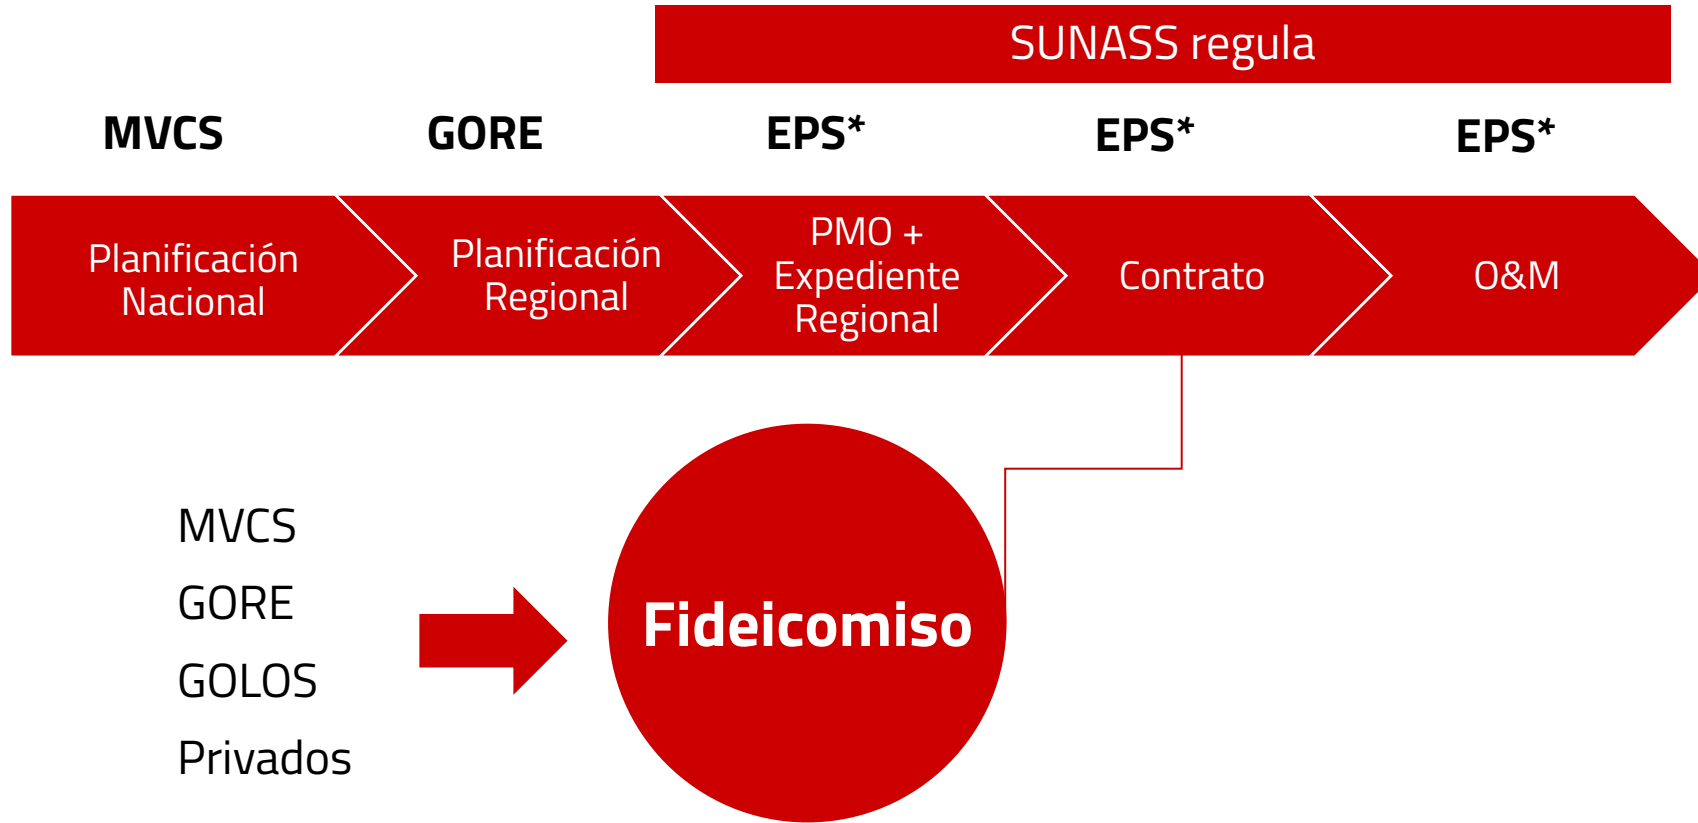 SUNASS regula
MVCS
GORE
EPS*
EPS*
EPS*
Planificación
Nacional
Planificación
Regional
PMO +
Expediente
Regional
Contrato
O&M
MVCS
GORE
GOLOS
Privados
Fideicomiso